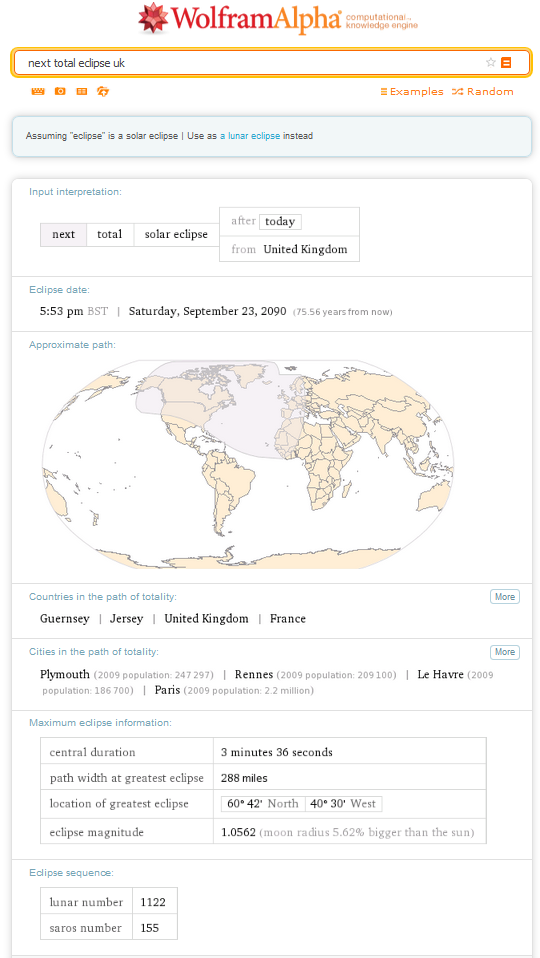 WolframAlpha computational knowledge engine
next total eclipse uk
Examples Random
Assuming "eclipse" is a solar eclipse | Use as a lunar eclipse instead
Input interpretation:
next total solar eclipse
after today
from United Kingdom
Eclipse date:
5:53 pm BST | Saturday, September 23, 2090 (75.56 years from now)
Approximate path:
Countries in the path of totality:
More
Guernsey | Jersey | United Kingdom | France
Cities in the path of totality:
More
Plymouth (2009 population: 247297) | Rennes (2009 population: 209100) | Le Havre (2009
population: 186700) | Paris (2009 population: 2.2 million)
Maximum eclipse information:
central duration 3 minutes 36 seconds
path width at greatest eclipse 288 miles
location of greatest eclipse 60° 42' North 40° 30' West
eclipse magnitude 1.0562 (moon radius 5.62% bigger than the sun)
Eclipse sequence:
lunar number 1122
saros number 155